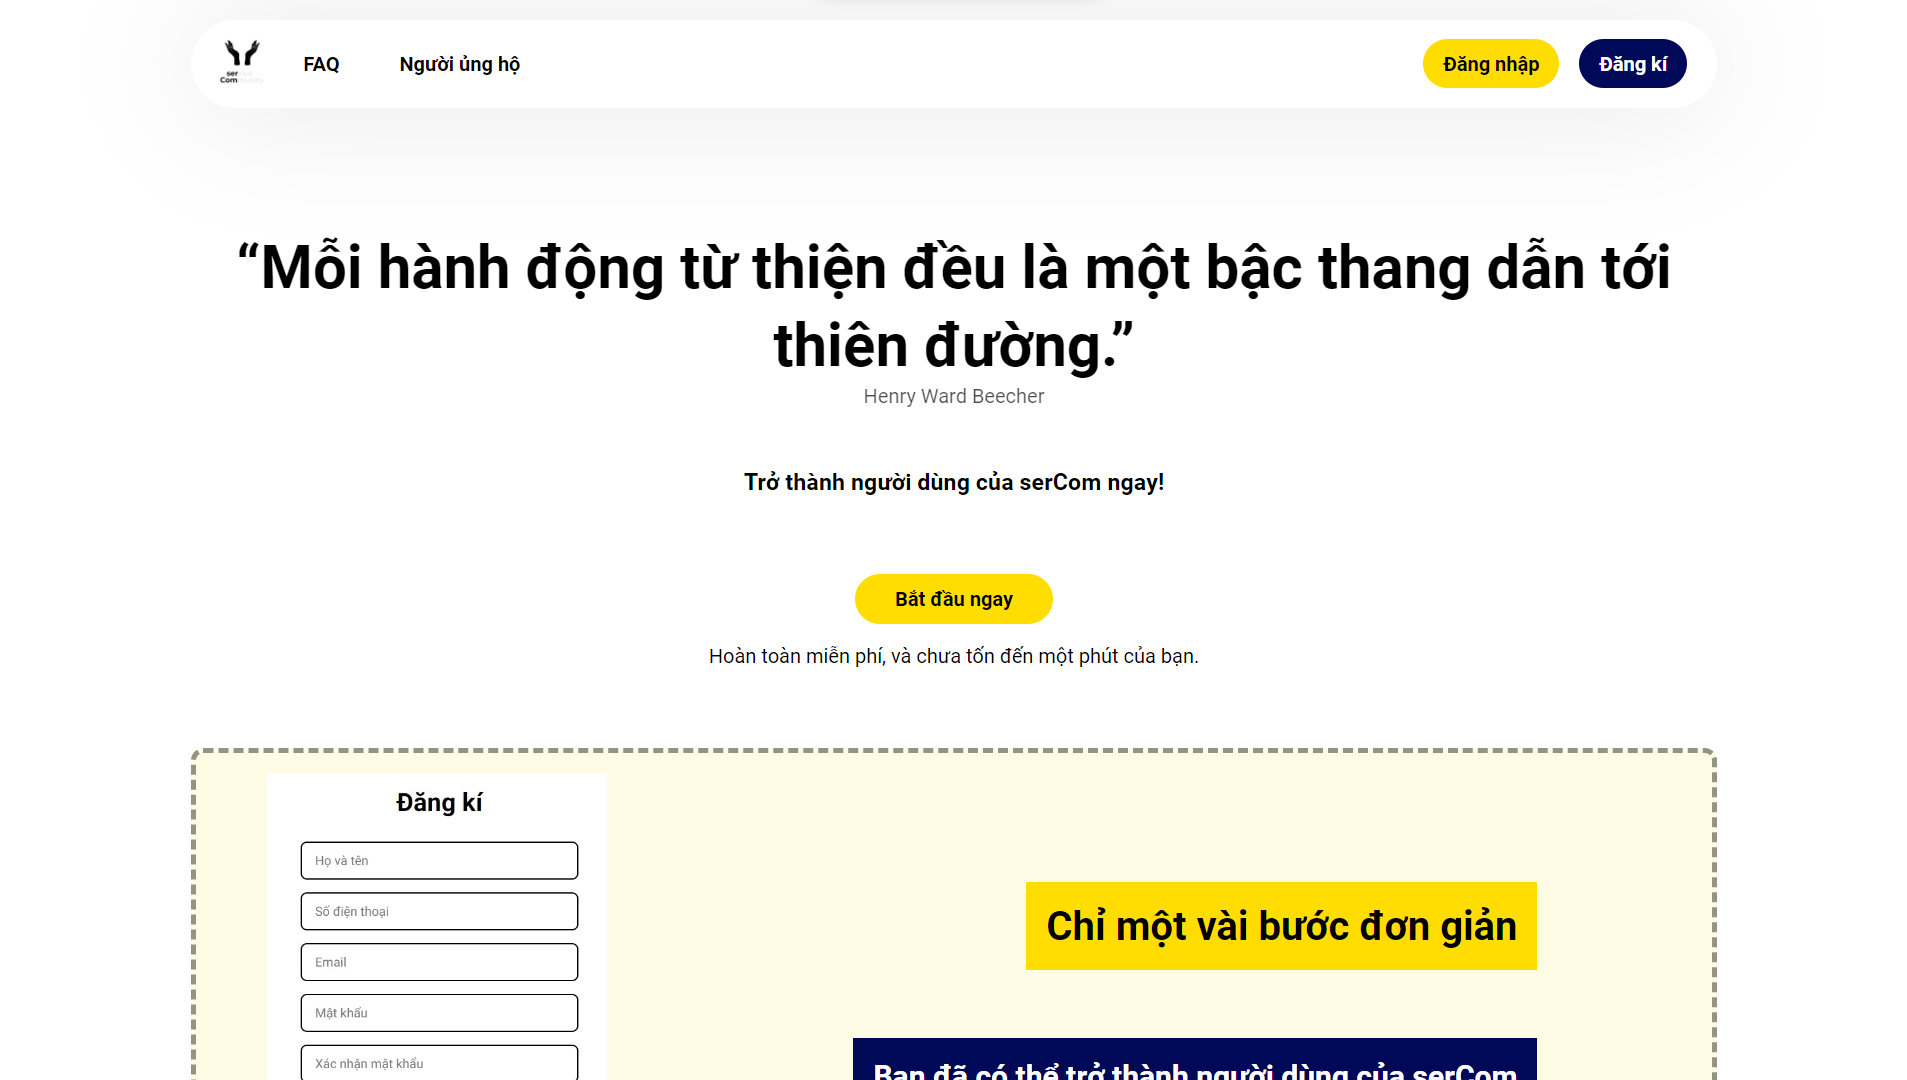 ser
Community
FAQ
Người ủng hộ
Đăng nhập
Đăng kí
“Mỗi hành động từ thiện đều là một bậc thang dẫn tới
thiên đường.”
Henry Ward Beecher
Trở thành người dùng của serCom ngay!
Bắt đầu ngay
Hoàn toàn miễn phí, và chưa tốn đến một phút của bạn.
Đăng kí
Họ và tên
Số điện thoại
Email
Mật khẩu
Xác nhận mật khẩu
Chỉ một vài bước đơn giản
Bạn đã có thể trở thành người dùng của serCom